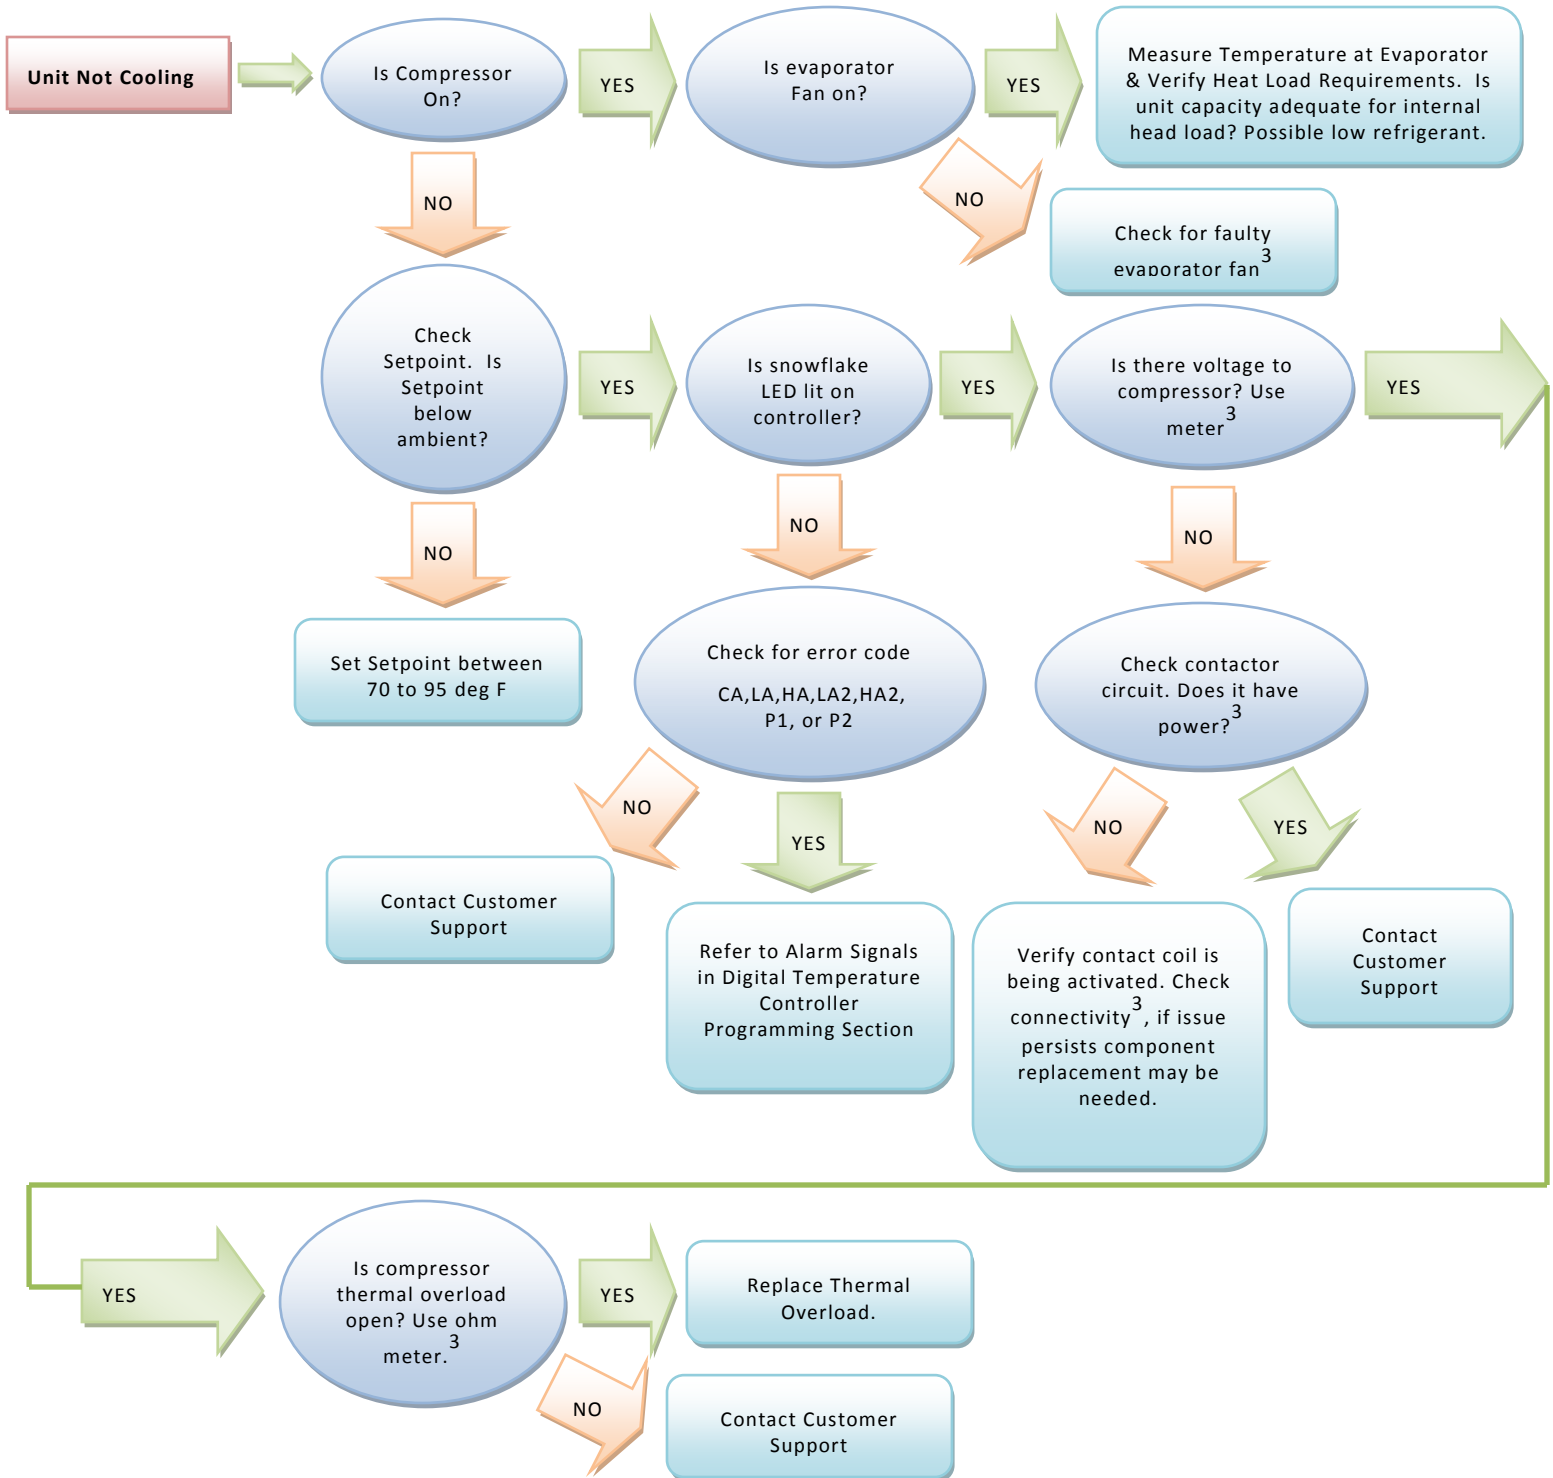 Unit Not Cooling
Is Compressor
On?
YES
Is evaporator
Fan on?
YES
Measure Temperature at Evaporator
& Verify Heat Load Requirements. Is
unit capacity adequate for internal
head load? Possible low refrigerant.
NO
NO
Check for faulty
evaporator fan3
Check
Setpoint. Is
Setpoint
below
ambient?
YES
Is snowflake
LED lit on
controller?
YES
Is there voltage to
compressor? Use
meter3
YES
NO
NO
NO
Set Setpoint between
70 to 95 deg F
Check for error code
CA,LA,HA,LA2,HA2,
P1, or P2
Check contactor
circuit. Does it have
power?3
NO
YES
NO
YES
Contact Customer
Support
Refer to Alarm Signals
in Digital Temperature
Controller
Programming Section
Verify contact coil is
being activated. Check
connectivity3, if issue
persists component
replacement may be
needed.
Contact
Customer
Support
YES
Is compressor
thermal overload
open? Use ohm
meter.3
YES
Replace Thermal
Overload.
NO
Contact Customer
Support